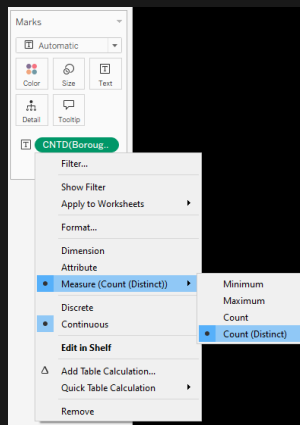 Marks
Automatic
Color
Size
Text
Detail
Tooltip
CNTD(Boroug..
Filter...
Show Filter
Apply to Worksheets
Format...
Dimension
Attribute
Measure (Count (Distinct))
Minimum
Maximum
Count
Count (Distinct)
Discrete
Continuous
Edit in Shelf
Add Table Calculation...
Quick Table Calculation
Remove